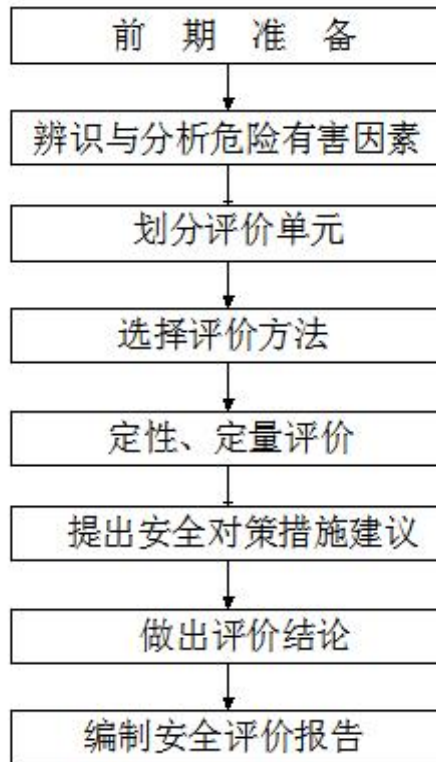 前 期 准 备
辨识与分析危险有害因素
划分评价单元
选择评价方法
定性、定量评价
提出安全对策措施建议
做出评价结论
编制安全评价报告